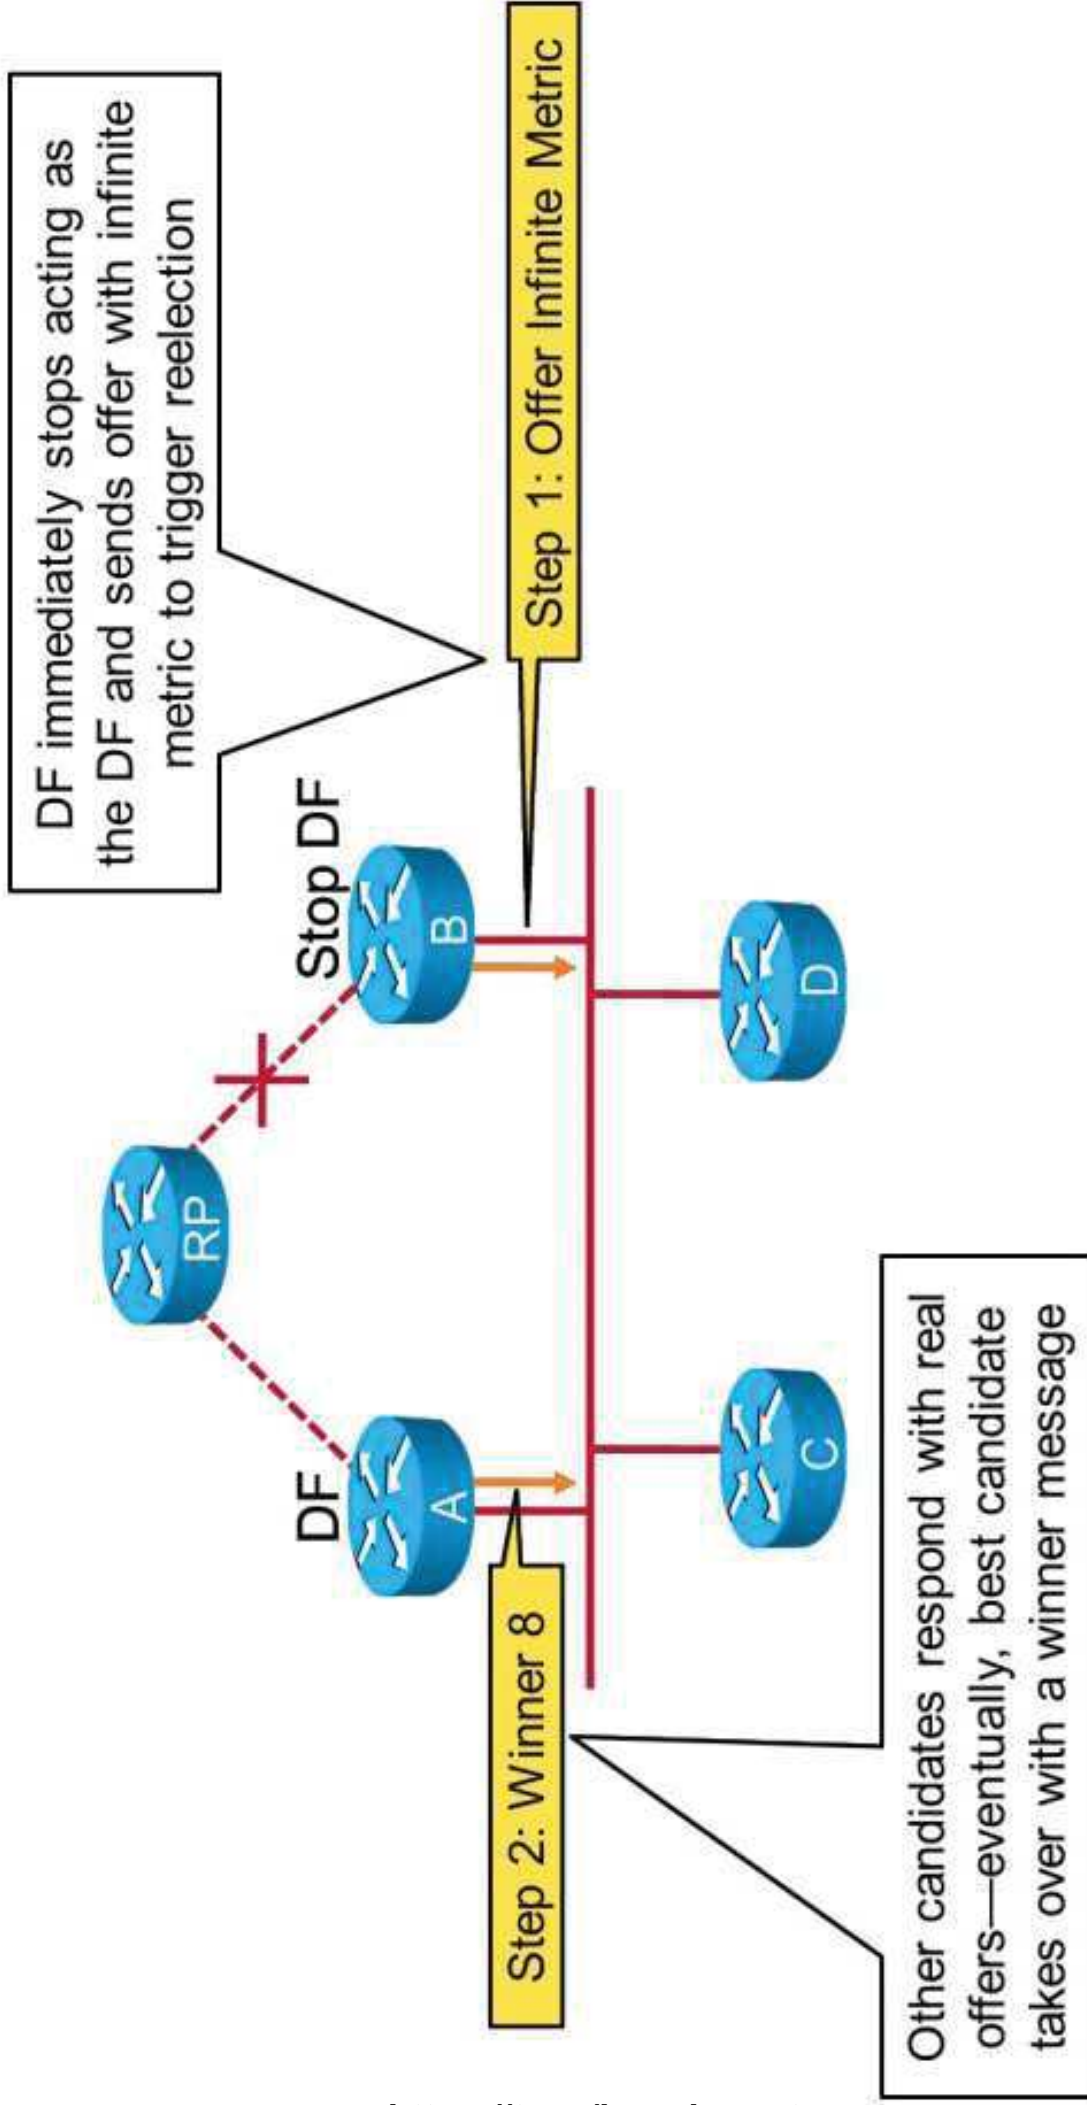 DF immediately stops acting as
the DF and sends offer with infinite
metric to trigger reelection
RP
DF
Stop DF
A
B
Step 2: Winner 8
Step 1: Offer Infinite Metric
C
D
Other candidates respond with real
offers—eventually, best candidate
takes over with a winner message